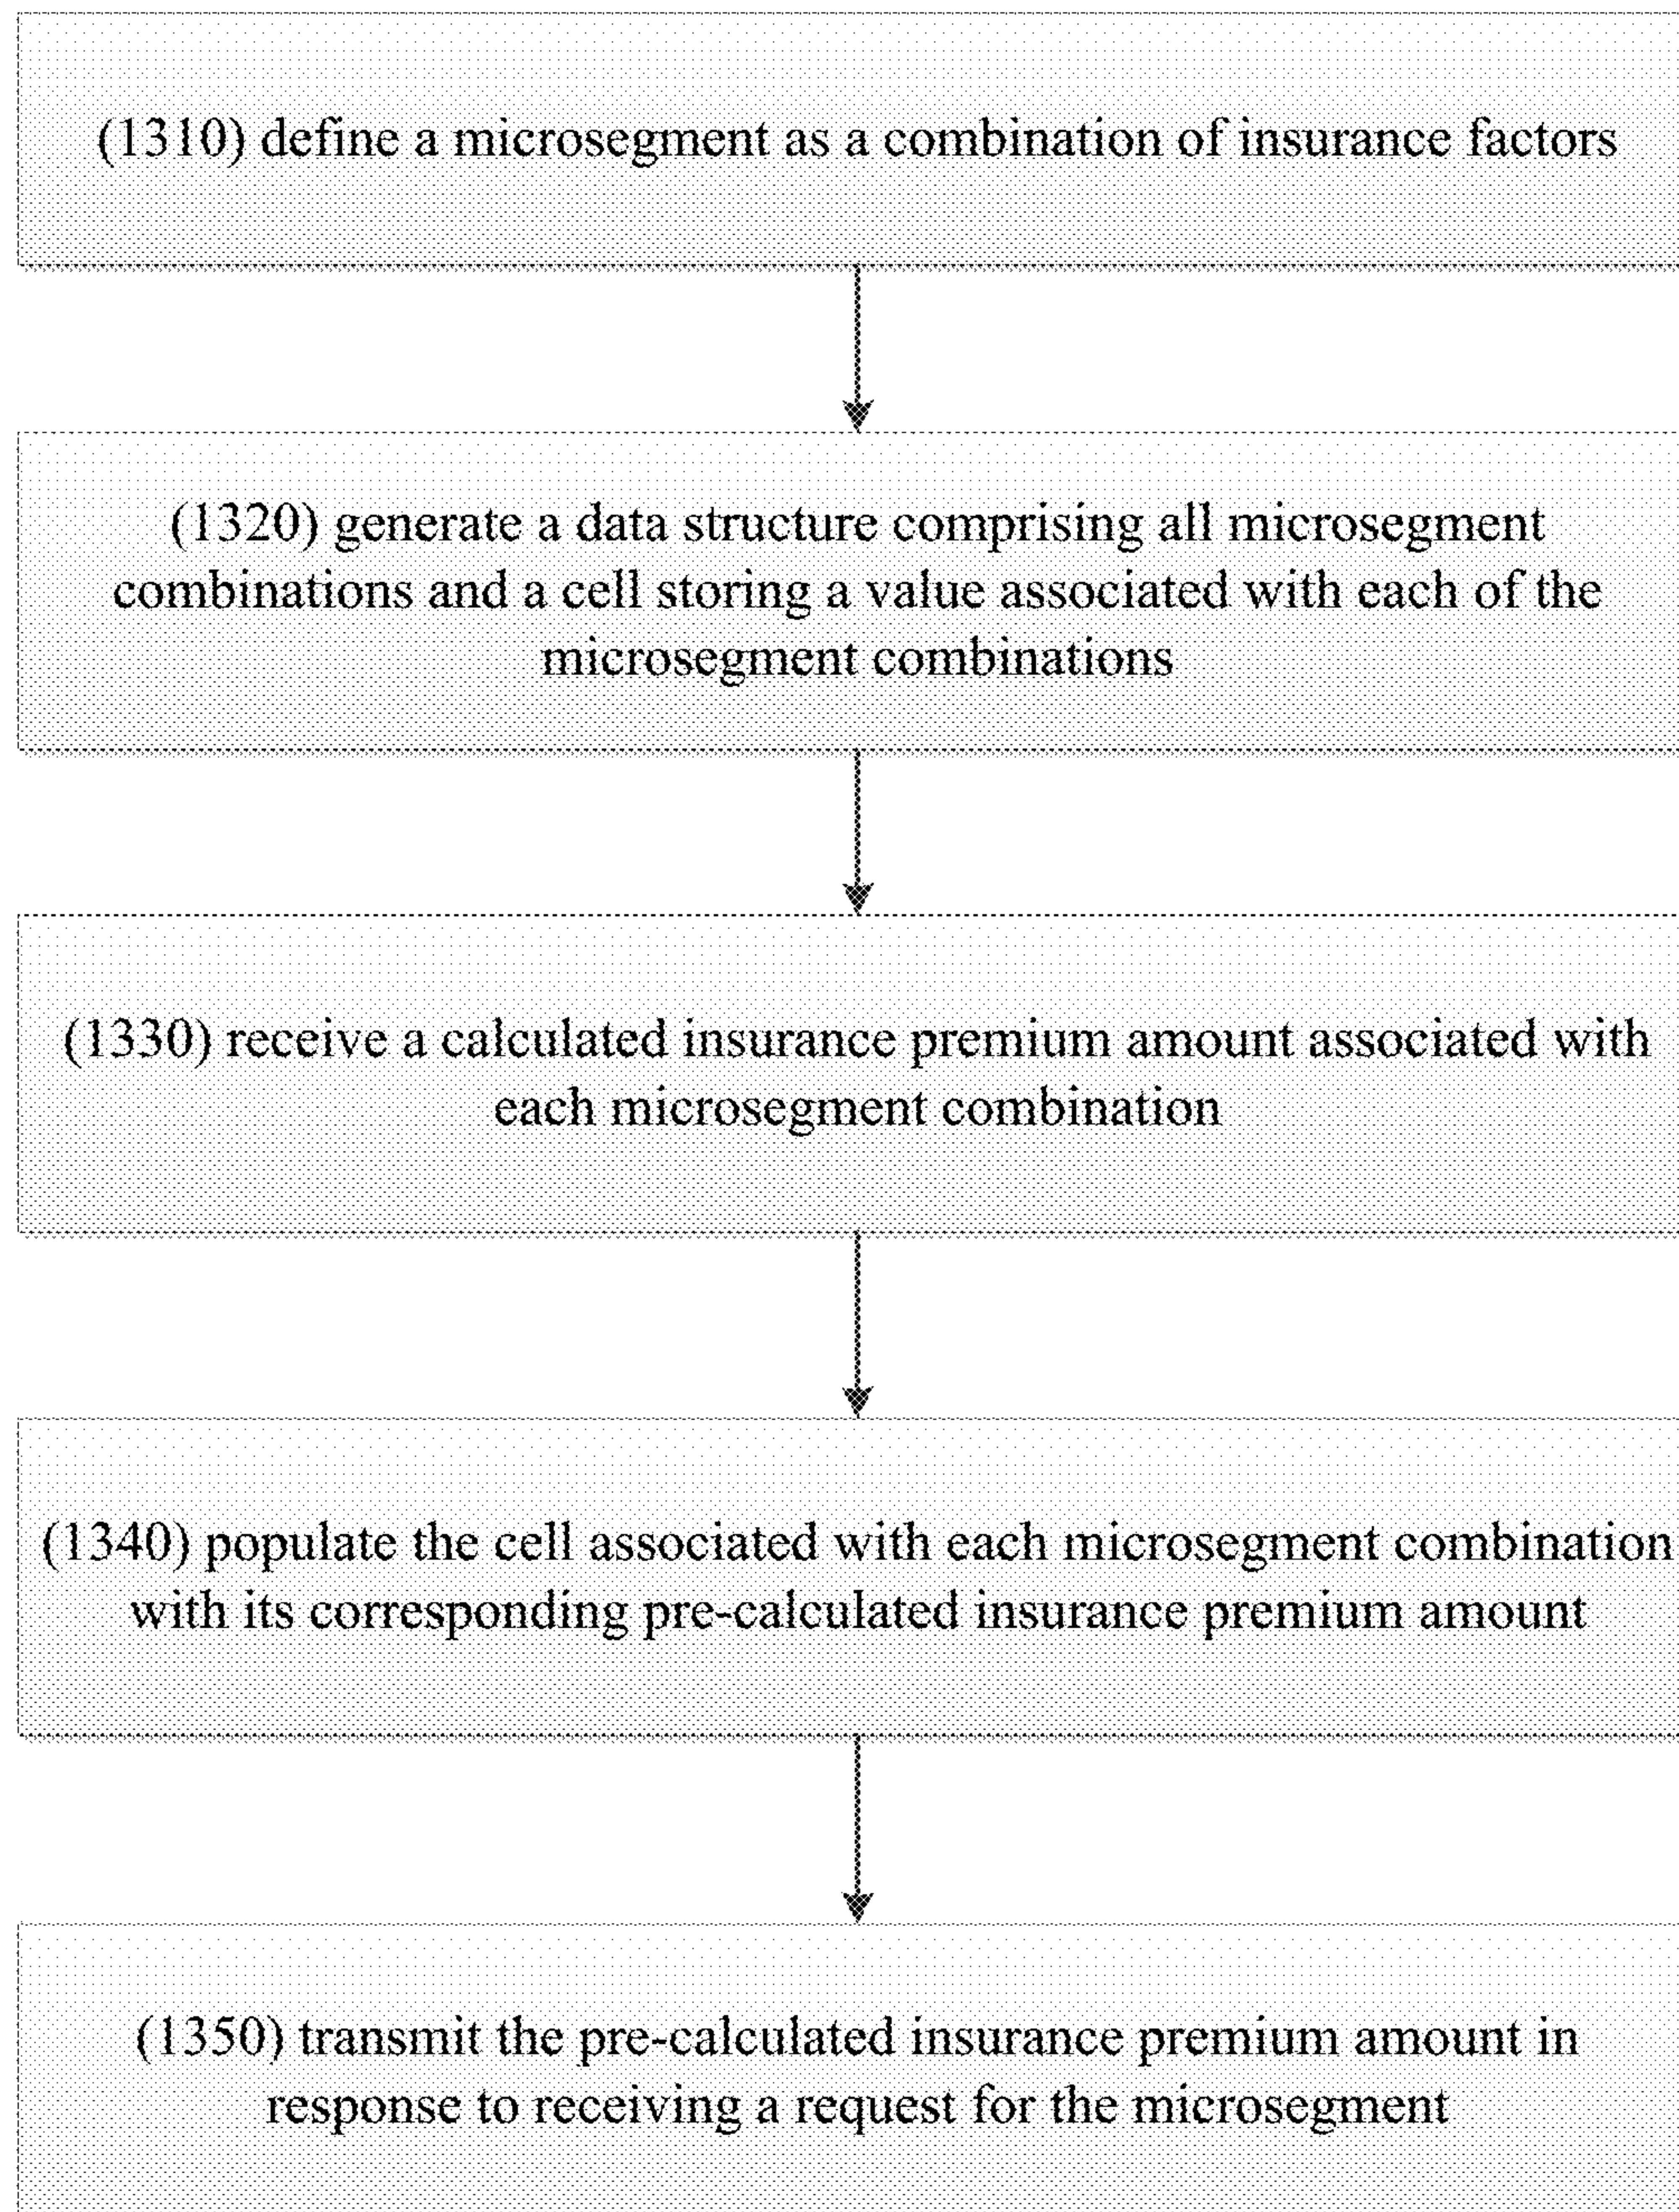 (1310) define a microsegment as a combination of insurance factors
(1320) generate a data structure comprising all microsegment
combinations and a cell storing a value associated with each of the
microsegment combinations
(1330) receive a calculated insurance premium amount associated with
each microsegment combination
(1340) populate the cell associated with each microsegment combination
with its corresponding pre-calculated insurance premium amount
(1350) transmit the pre-calculated insurance premium amount in
response to receiving a request for the microsegment